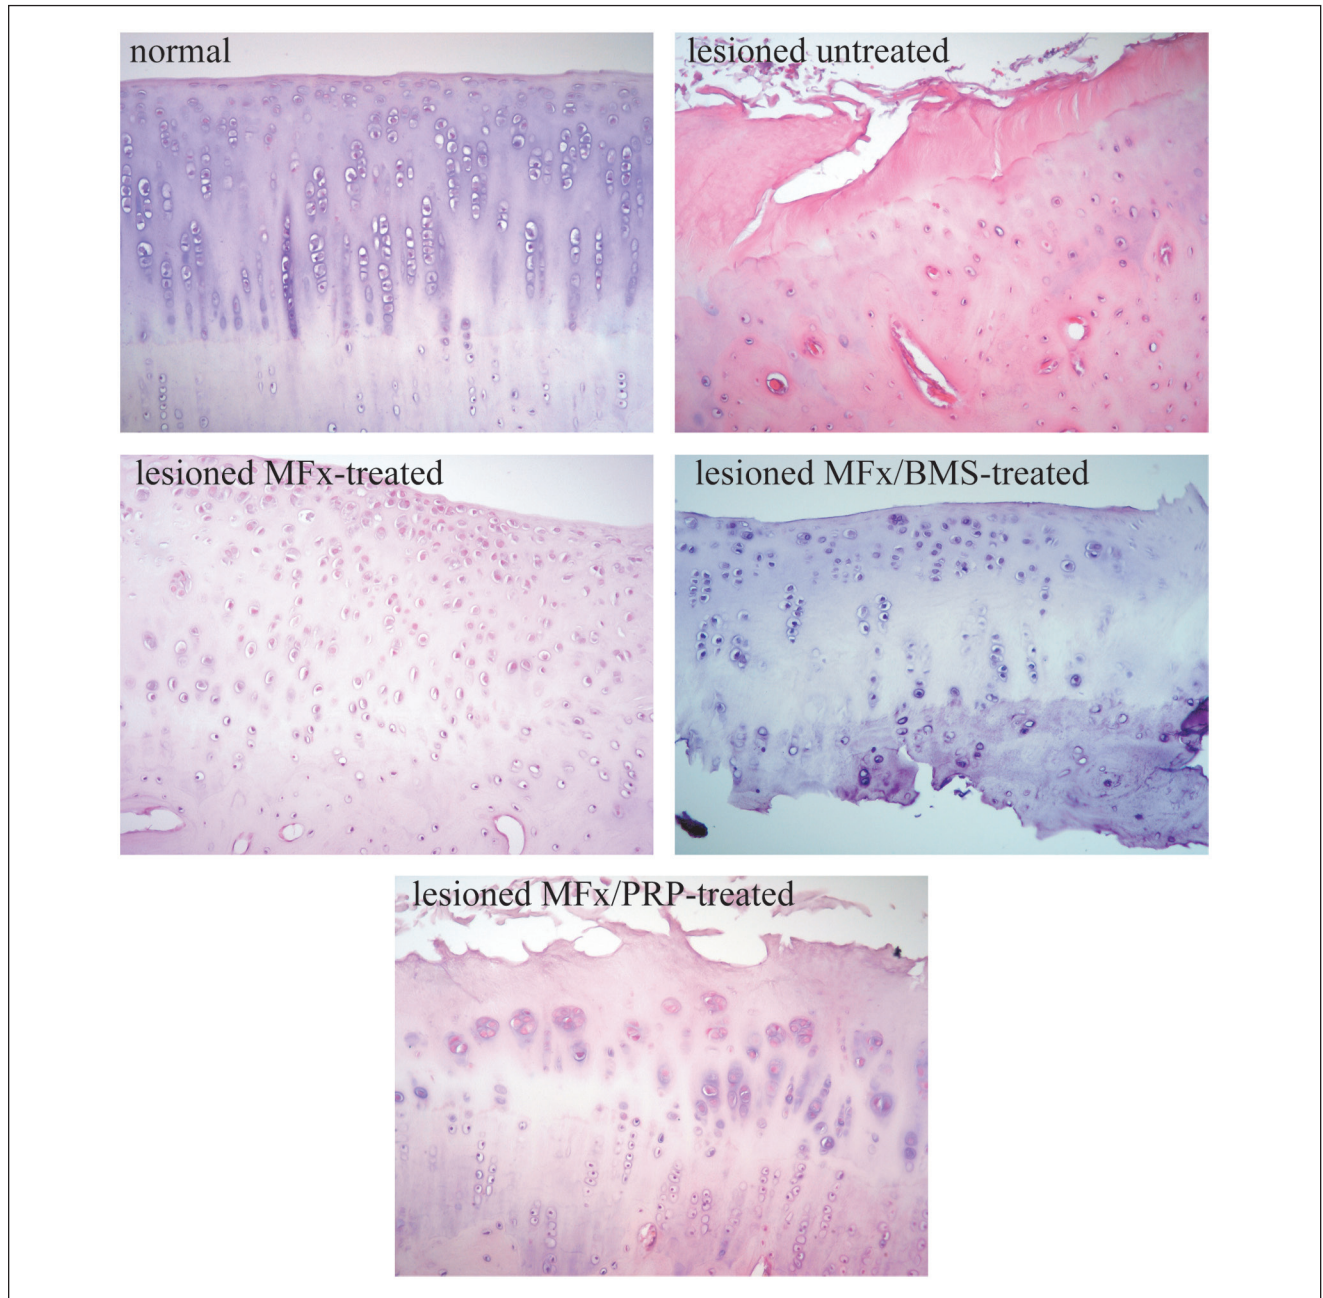 normal
lesioned untreated
lesioned MFx-treated
lesioned MFx/BMS-treated
lesioned MFx/PRP-treated